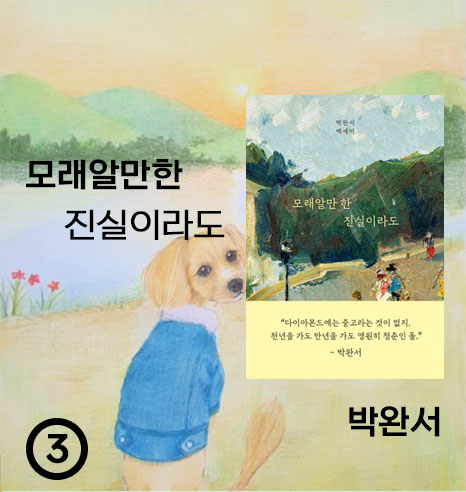 모래알만한
진실이라도
박완서
에세이
모래알만 한
진실이라도
“다이아몬드에는 중고라는 것이 없지.
천년을 가도 만년을 가도 영원히 청춘인 돌.”
- 박완서
박완서
3